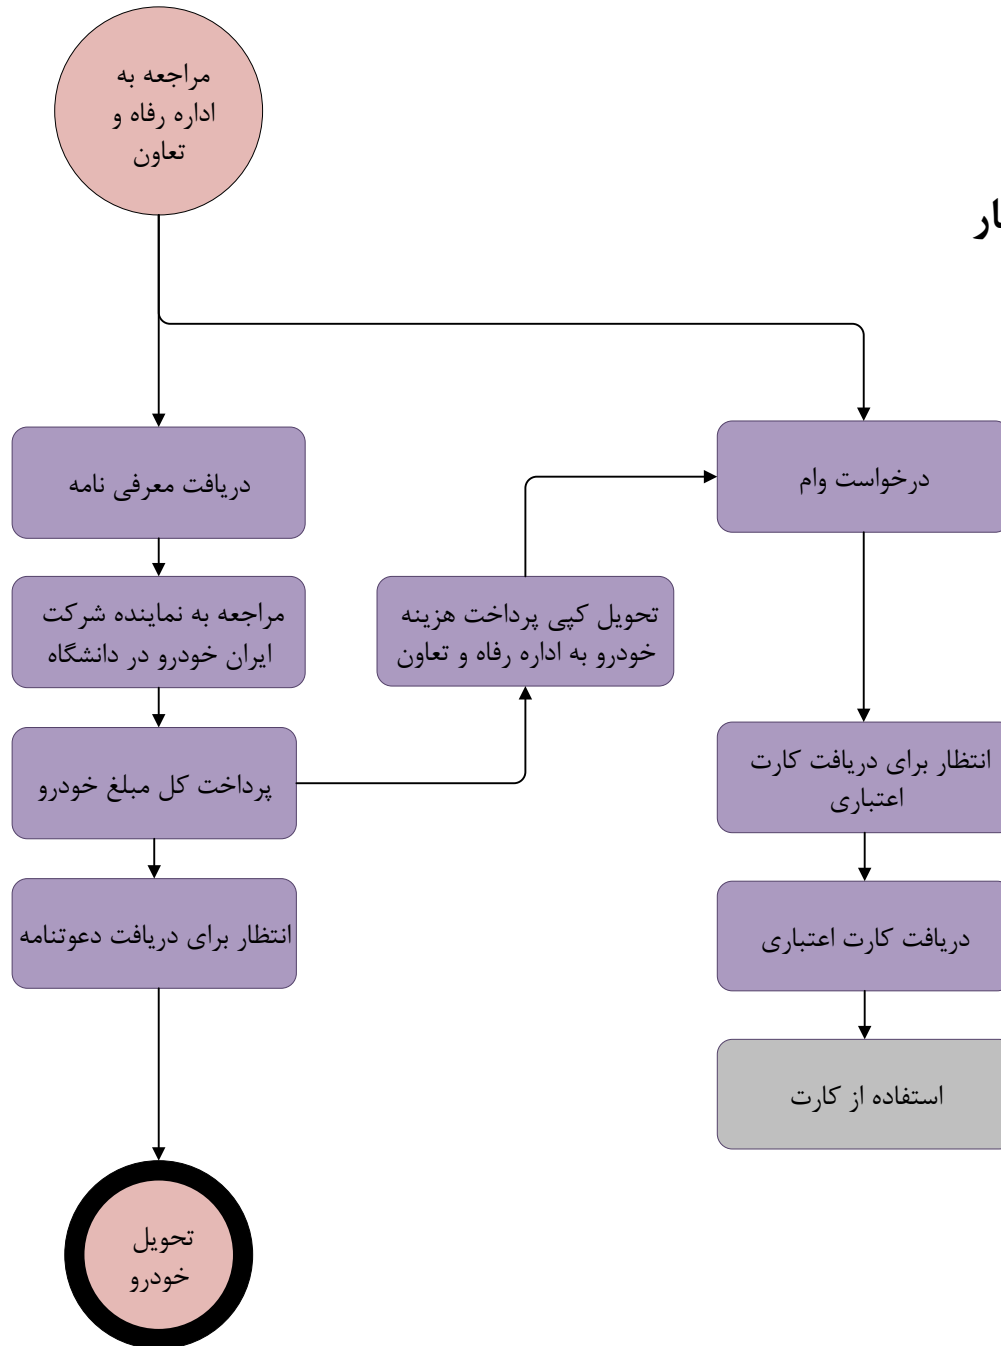 مراجعه به
اداره رفاه و
تعاون
دریافت معرفی نامه
مراجعه به نماینده شرکت
ایران خودرو در دانشگاه
پرداخت کل مبلغ خودرو
انتظار برای دریافت دعوتنامه
تحویل
خودرو
تحویل کپی پرداخت هزینه
خودرو به اداره رفاه و تعاون
درخواست وام
انتظار برای دریافت کارت
اعتباری
دریافت کارت اعتباری
استفاده از کارت